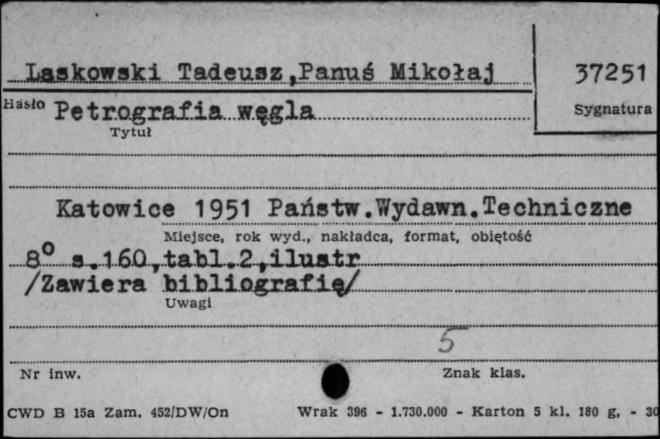 Laskowski Tadeusz,Panuś Mikołaj
37251
Hasło Petrografia węgla
Sygnatura
Tytuł
Katowice 1951 Państw.Wydawn.Techniczne
Miejsce, rok wyd., nakładca, format, objętość
8° s.160,tabl.2,ilustr
/Zawiera bibliografię/
Uwagi
5
Nr inw.
Znak klas.
CWD B 15a Zam. 452/DW/On Wrak 396 - 1.730.000 - Karton 5 kl. 180 g, - 30